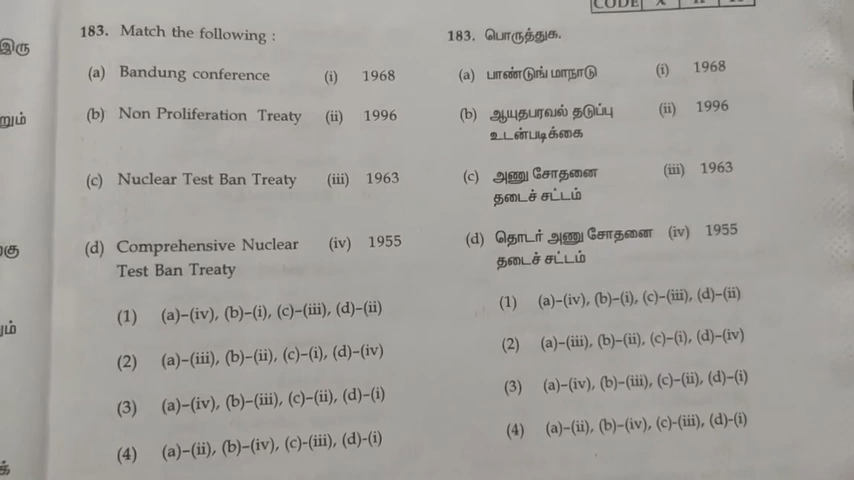 CODE
183. Match the following :
(a) Bandung conference (i) 1968
(b) Non Proliferation Treaty (ii) 1996
(c) Nuclear Test Ban Treaty (iii) 1963
(d) Comprehensive Nuclear (iv) 1955
Test Ban Treaty
(1) (a)–(iv), (b)–(i), (c)–(iii), (d)–(ii)
(2) (a)–(iii), (b)–(ii), (c)–(i), (d)–(iv)
(3) (a)–(iv), (b)–(iii), (c)–(ii), (d)–(i)
(4) (a)–(ii), (b)–(iv), (c)–(iii), (d)–(i)
183. பொருத்துக.
(a) பாண்டுங் மாநாடு (i) 1968
(b) ஆயுதபரவல் தடுப்பு (ii) 1996
உடன்படிக்கை
(c) அணு சோதனை (iii) 1963
தடைச் சட்டம்
(d) தொடர் அணு சோதனை (iv) 1955
தடைச் சட்டம்
(1) (a)–(iv), (b)–(i), (c)–(iii), (d)–(ii)
(2) (a)–(iii), (b)–(ii), (c)–(i), (d)–(iv)
(3) (a)–(iv), (b)–(iii), (c)–(ii), (d)–(i)
(4) (a)–(ii), (b)–(iv), (c)–(iii), (d)–(i)